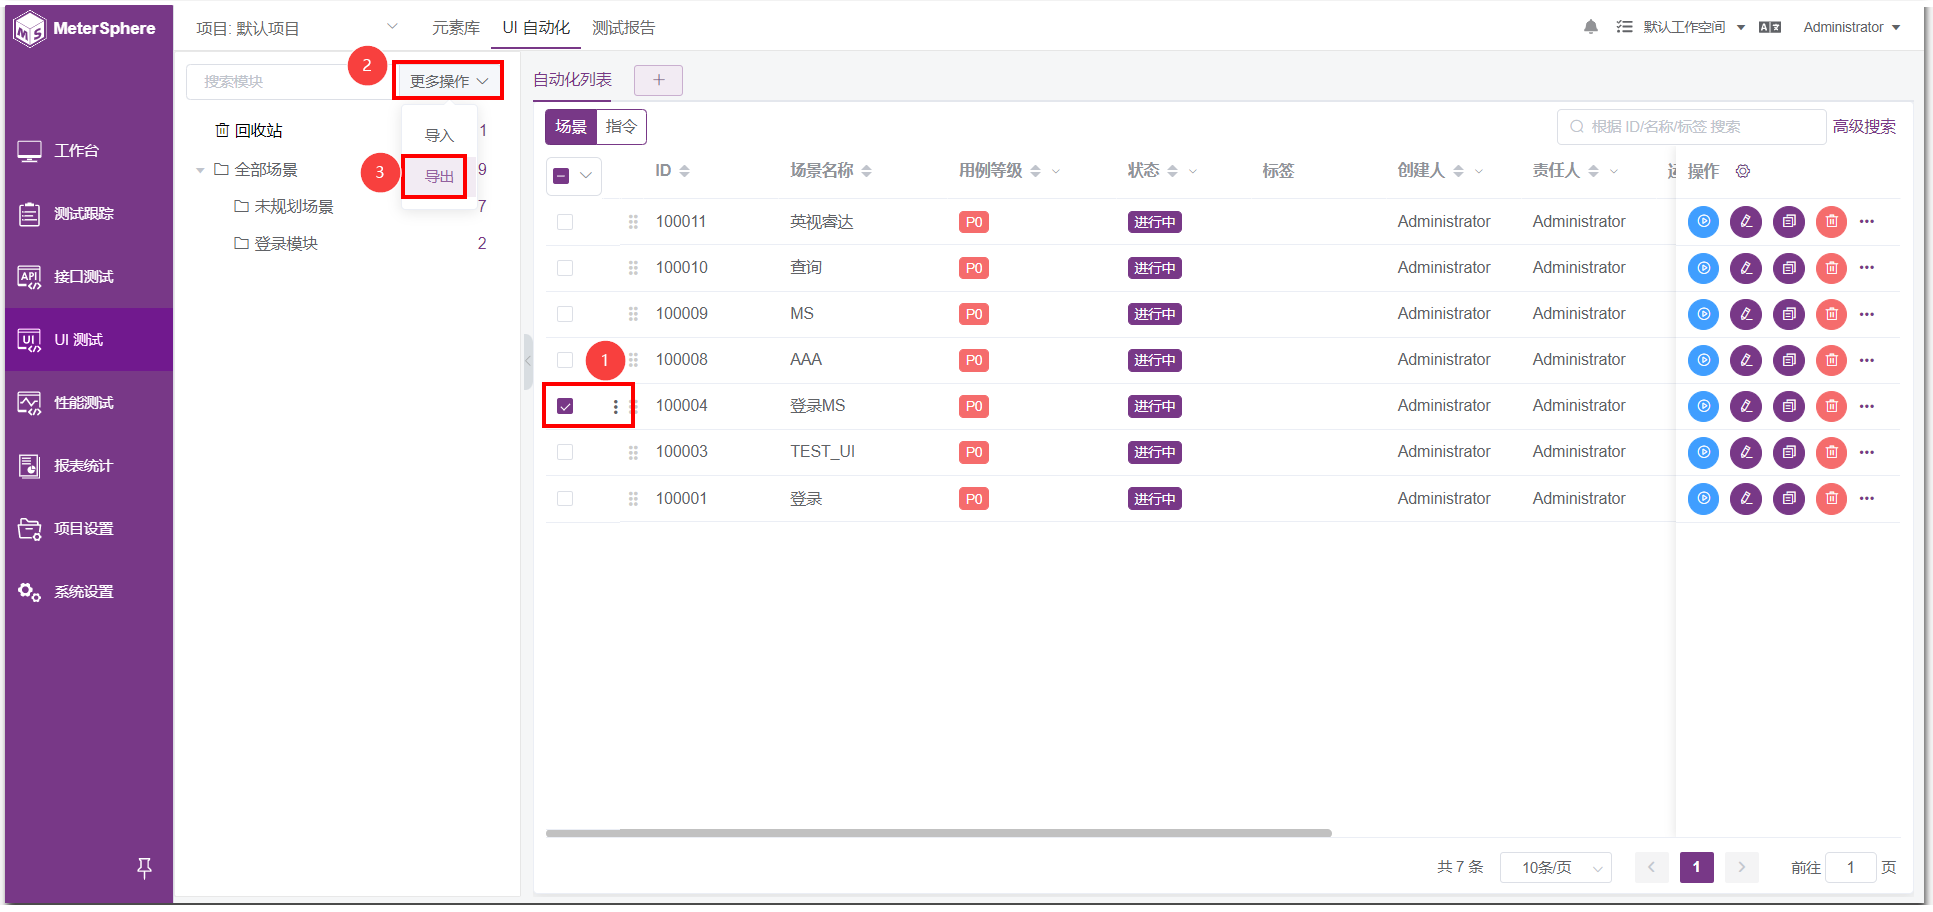 MeterSphere
项目: 默认项目
元素库
UI 自动化
测试报告
默认工作空间
Administrator
工作台
测试跟踪
接口测试
UI 测试
性能测试
报表统计
项目设置
系统设置
搜索模块
2
更多操作
导入
3
导出
回收站 1
全部场景 9
未规划场景 7
登录模块 2
自动化列表
+
场景 指令
根据 ID/名称/标签 搜索
高级搜索
ID 场景名称 用例等级 状态 标签 创建人 责任人 操作
100011 英视睿达 P0 进行中 Administrator Administrator
100010 查询 P0 进行中 Administrator Administrator
100009 MS P0 进行中 Administrator Administrator
1
100008 AAA P0 进行中 Administrator Administrator
100004 登录MS P0 进行中 Administrator Administrator
100003 TEST_UI P0 进行中 Administrator Administrator
100001 登录 P0 进行中 Administrator Administrator
共 7 条 10条/页 1 前往 1 页